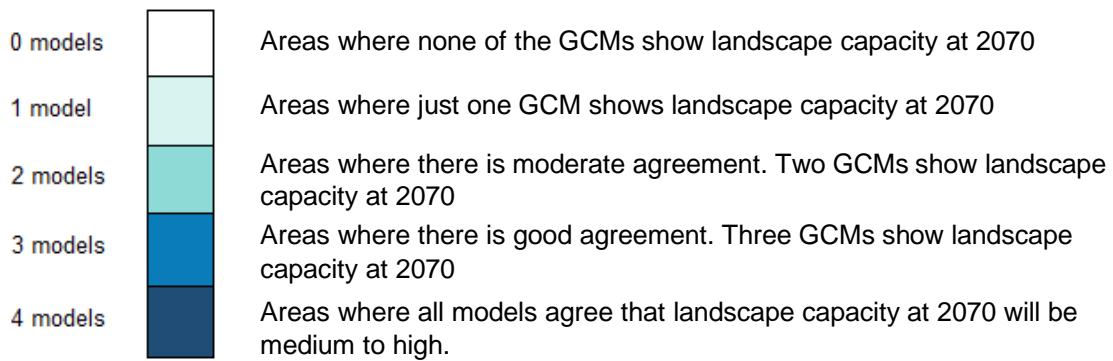 0 models Areas where none of the GCMs show landscape capacity at 2070
1 model Areas where just one GCM shows landscape capacity at 2070
2 models Areas where there is moderate agreement. Two GCMs show landscape
capacity at 2070
3 models Areas where there is good agreement. Three GCMs show landscape
capacity at 2070
4 models Areas where all models agree that landscape capacity at 2070 will be
medium to high.